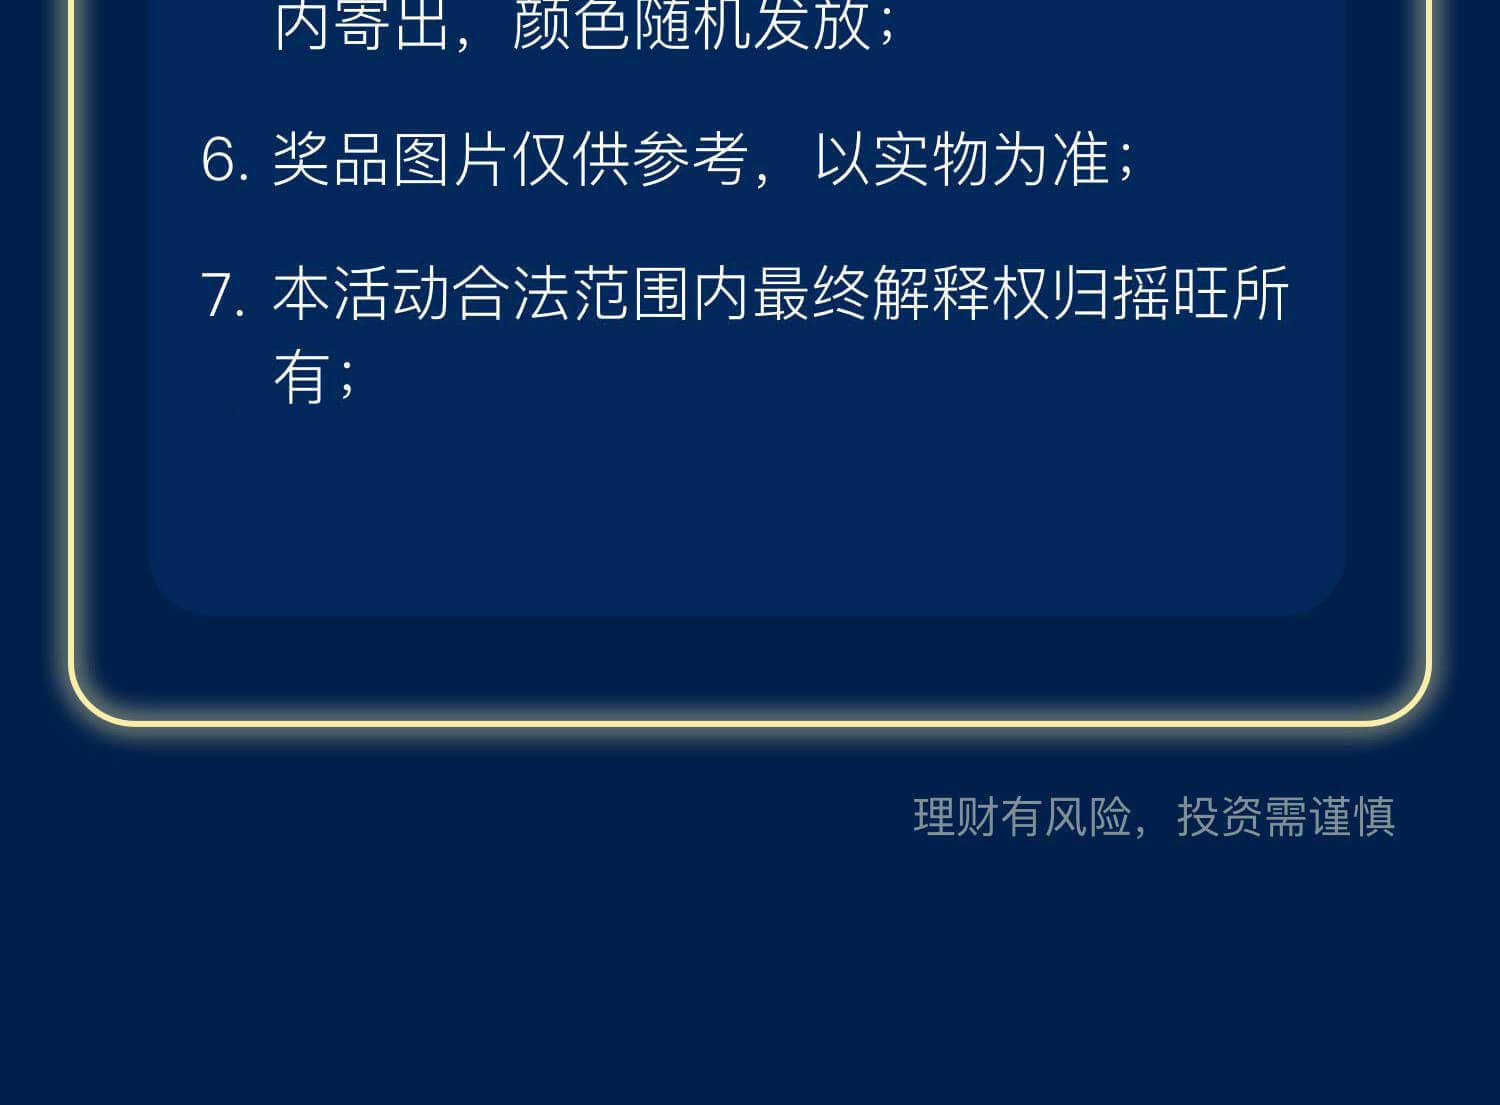 内寄出，颜色随机发放；
6. 奖品图片仅供参考，以实物为准；
7. 本活动合法范围内最终解释权归摇旺所
有；
理财有风险，投资需谨慎